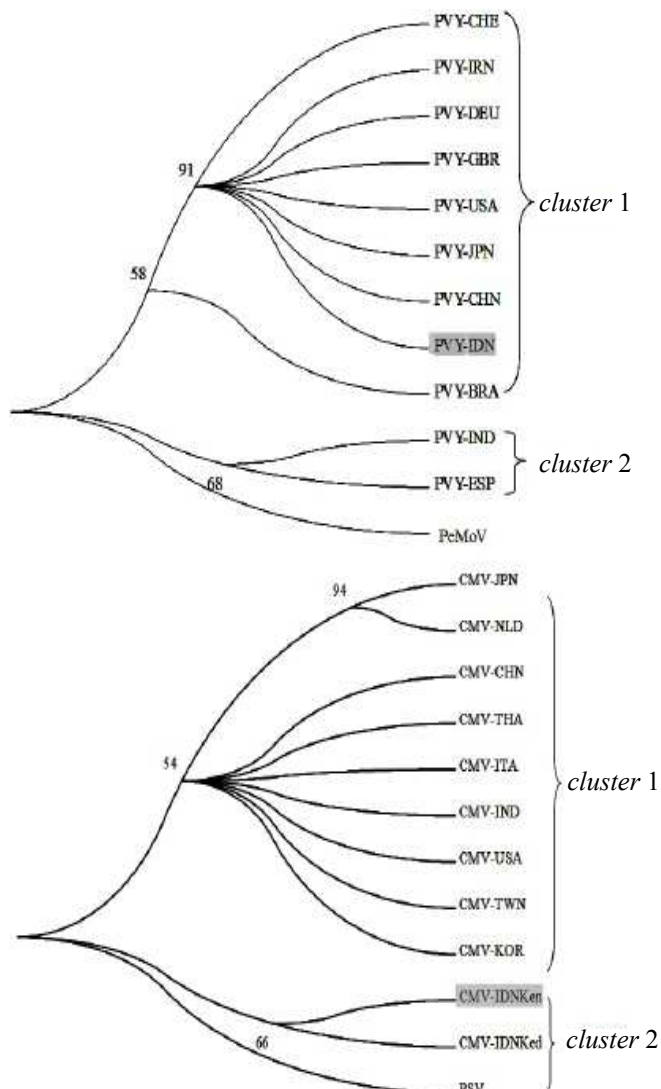 PVY-CHE
PVY-IRN
PVY-DEU
91
PVY-GBR
PVY-USA
cluster 1
PVY-JPN
58
PVY-CHN
PVY-IDN
PVY-BRA
PVY-IND
cluster 2
PVY-ESP
68
PeMoV
CMV-JPN
94
CMV-NLD
CMV-CHN
CMV-THA
54
CMV-ITA
cluster 1
CMV-IND
CMV-USA
CMV-TWN
CMV-KOR
CMV-IDNKen
CMV-IDNKed
cluster 2
66
PSV